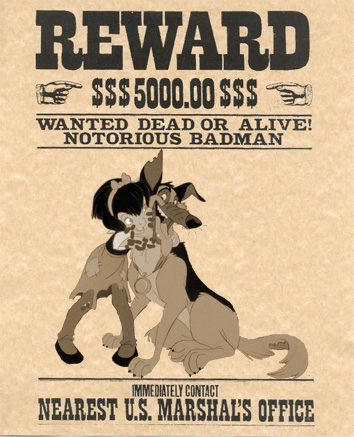 REWARD
$$$ 5000.00 $$$
WANTED DEAD OR ALIVE!
NOTORIOUS BADMAN
IMMEDIATELY CONTACT
NEAREST U.S. MARSHAL'S OFFICE